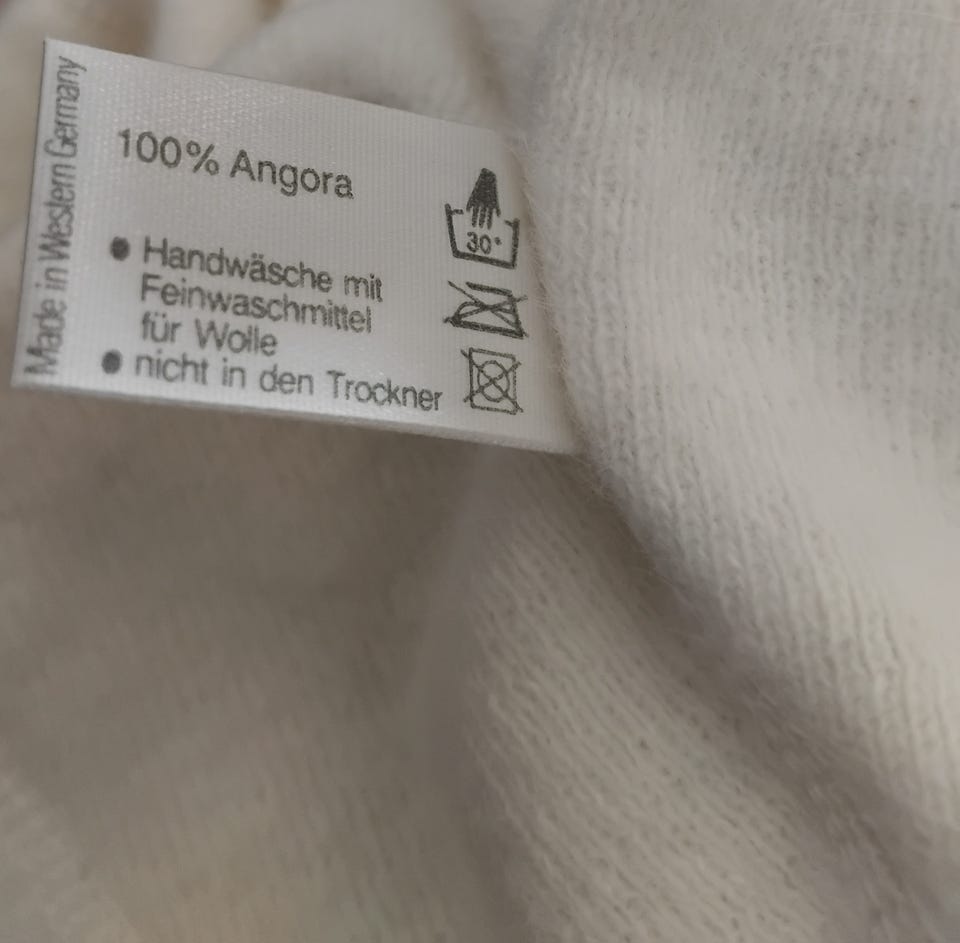 Made in Western Germany
100% Angora
● Handwäsche mit
Feinwaschmittel
für Wolle
● nicht in den Trockner
30°